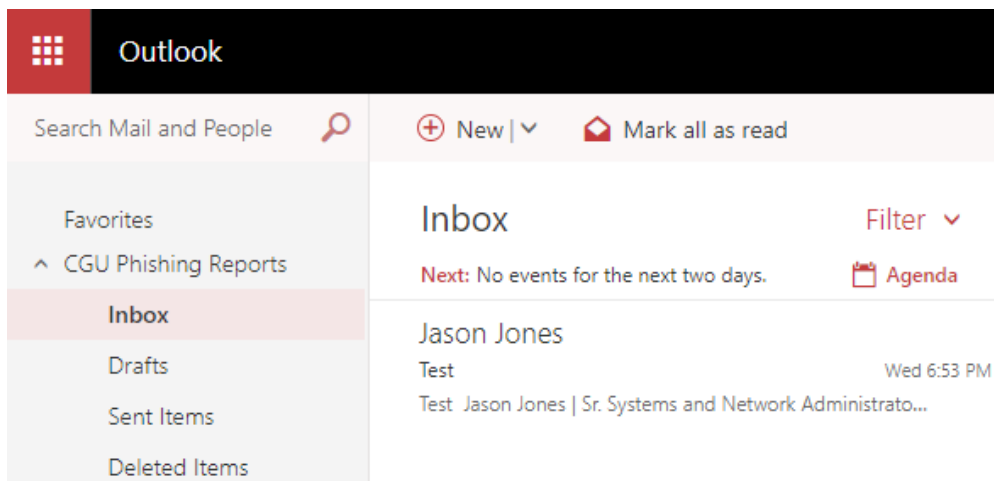 Outlook
Search Mail and People
New | Mark all as read
Favorites
CGU Phishing Reports
Inbox
Drafts
Sent Items
Deleted Items
Inbox Filter
Next: No events for the next two days. Agenda
Jason Jones
Test Wed 6:53 PM
Test Jason Jones | Sr. Systems and Network Administrato...